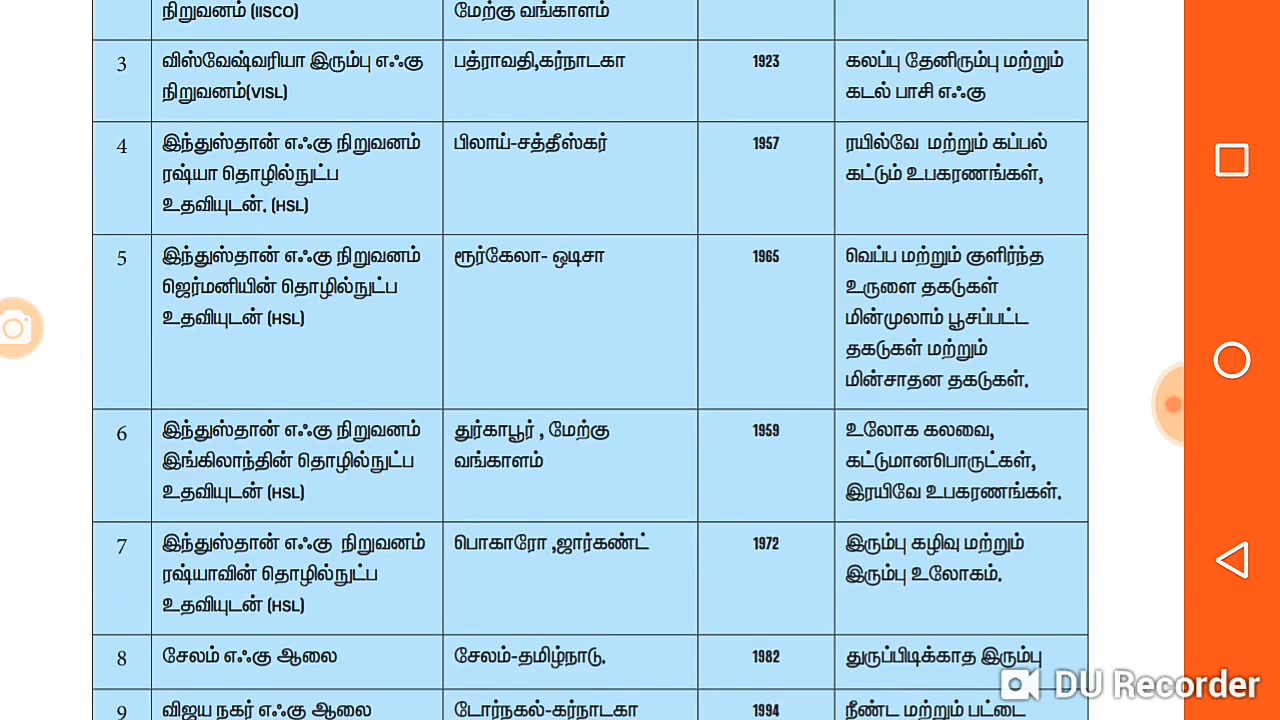 நிறுவனம் (IISCO) மேற்கு வங்காளம்
3 விஸ்வேஷ்வரியா இரும்பு எஃகு பத்ராவதி,கர்நாடகா 1923 கலப்பு தேனிரும்பு மற்றும்
நிறுவனம்(VISL) கடல் பாசி எஃகு
4 இந்துஸ்தான் எஃகு நிறுவனம் பிலாய்-சத்தீஸ்கர் 1957 ரயில்வே மற்றும் கப்பல்
ரஷ்யா தொழில்நுட்ப கட்டும் உபகரணங்கள்,
உதவியுடன். (HSL)
5 இந்துஸ்தான் எஃகு நிறுவனம் ரூர்கேலா- ஒடிசா 1965 வெப்ப மற்றும் குளிர்ந்த
ஜெர்மனியின் தொழில்நுட்ப உருளை தகடுகள்
உதவியுடன் (HSL) மின்முலாம் பூசப்பட்ட
தகடுகள் மற்றும்
மின்சாதன தகடுகள்.
6 இந்துஸ்தான் எஃகு நிறுவனம் துர்காபூர் , மேற்கு 1959 உலோக கலவை,
இங்கிலாந்தின் தொழில்நுட்ப வங்காளம் கட்டுமானபொருட்கள்,
உதவியுடன் (HSL) இரயிவே உபகரணங்கள்.
7 இந்துஸ்தான் எஃகு நிறுவனம் பொகாரோ ,ஜார்கண்ட் 1972 இரும்பு கழிவு மற்றும்
ரஷ்யாவின் தொழில்நுட்ப இரும்பு உலோகம்.
உதவியுடன் (HSL)
8 சேலம் எஃகு ஆலை சேலம்-தமிழ்நாடு. 1982 துருப்பிடிக்காத இரும்பு
DU Recorder
9 விஜய நகர் எஃகு ஆலை டோர்நகல்-கர்நாடகா 1994 நீண்ட மற்றும் பட்டை